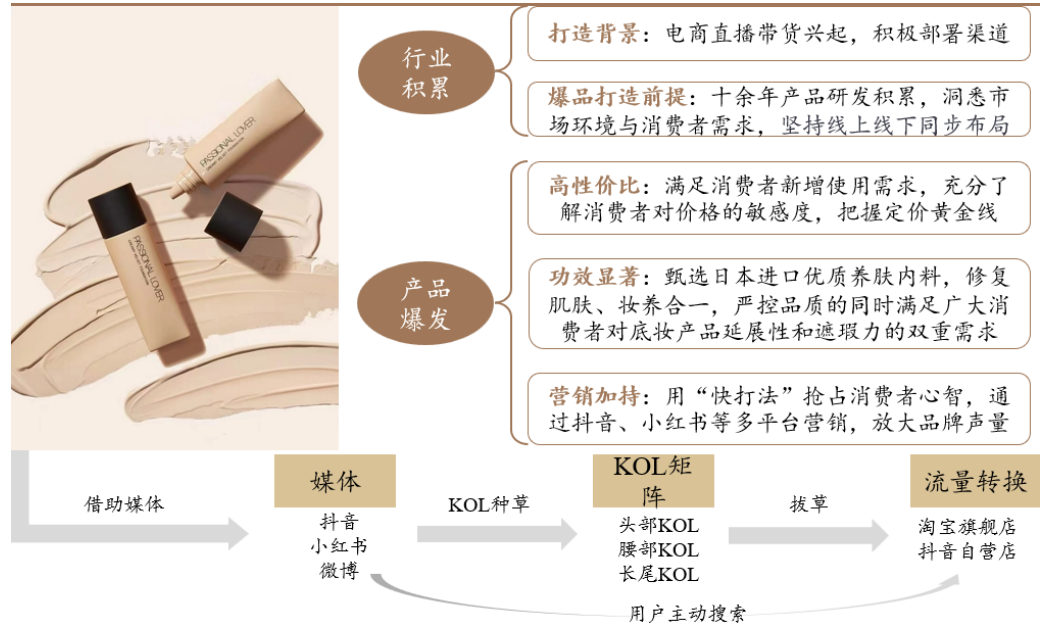 行业
积累
打造背景：电商直播带货兴起，积极部署渠道
爆品打造前提：十余年产品研发积累，洞悉市
场环境与消费者需求，坚持线上线下同步布局
PASSIONAL LOVER
PASSIONAL LOVER
产品
爆发
高性价比：满足消费者新增使用需求，充分了
解消费者对价格的敏感度，把握定价黄金线
功效显著：甄选日本进口优质养肤内料，修复
肌肤、妆养合一，严控品质的同时满足广大消
费者对底妆产品延展性和遮瑕力的双重需求
营销加持：用“快打法”抢占消费者心智，通
过抖音、小红书等多平台营销，放大品牌声量
借助媒体
媒体
抖音
小红书
微博
KOL种草
KOL矩
阵
头部KOL
腰部KOL
长尾KOL
拔草
流量转换
淘宝旗舰店
抖音自营店
用户主动搜索